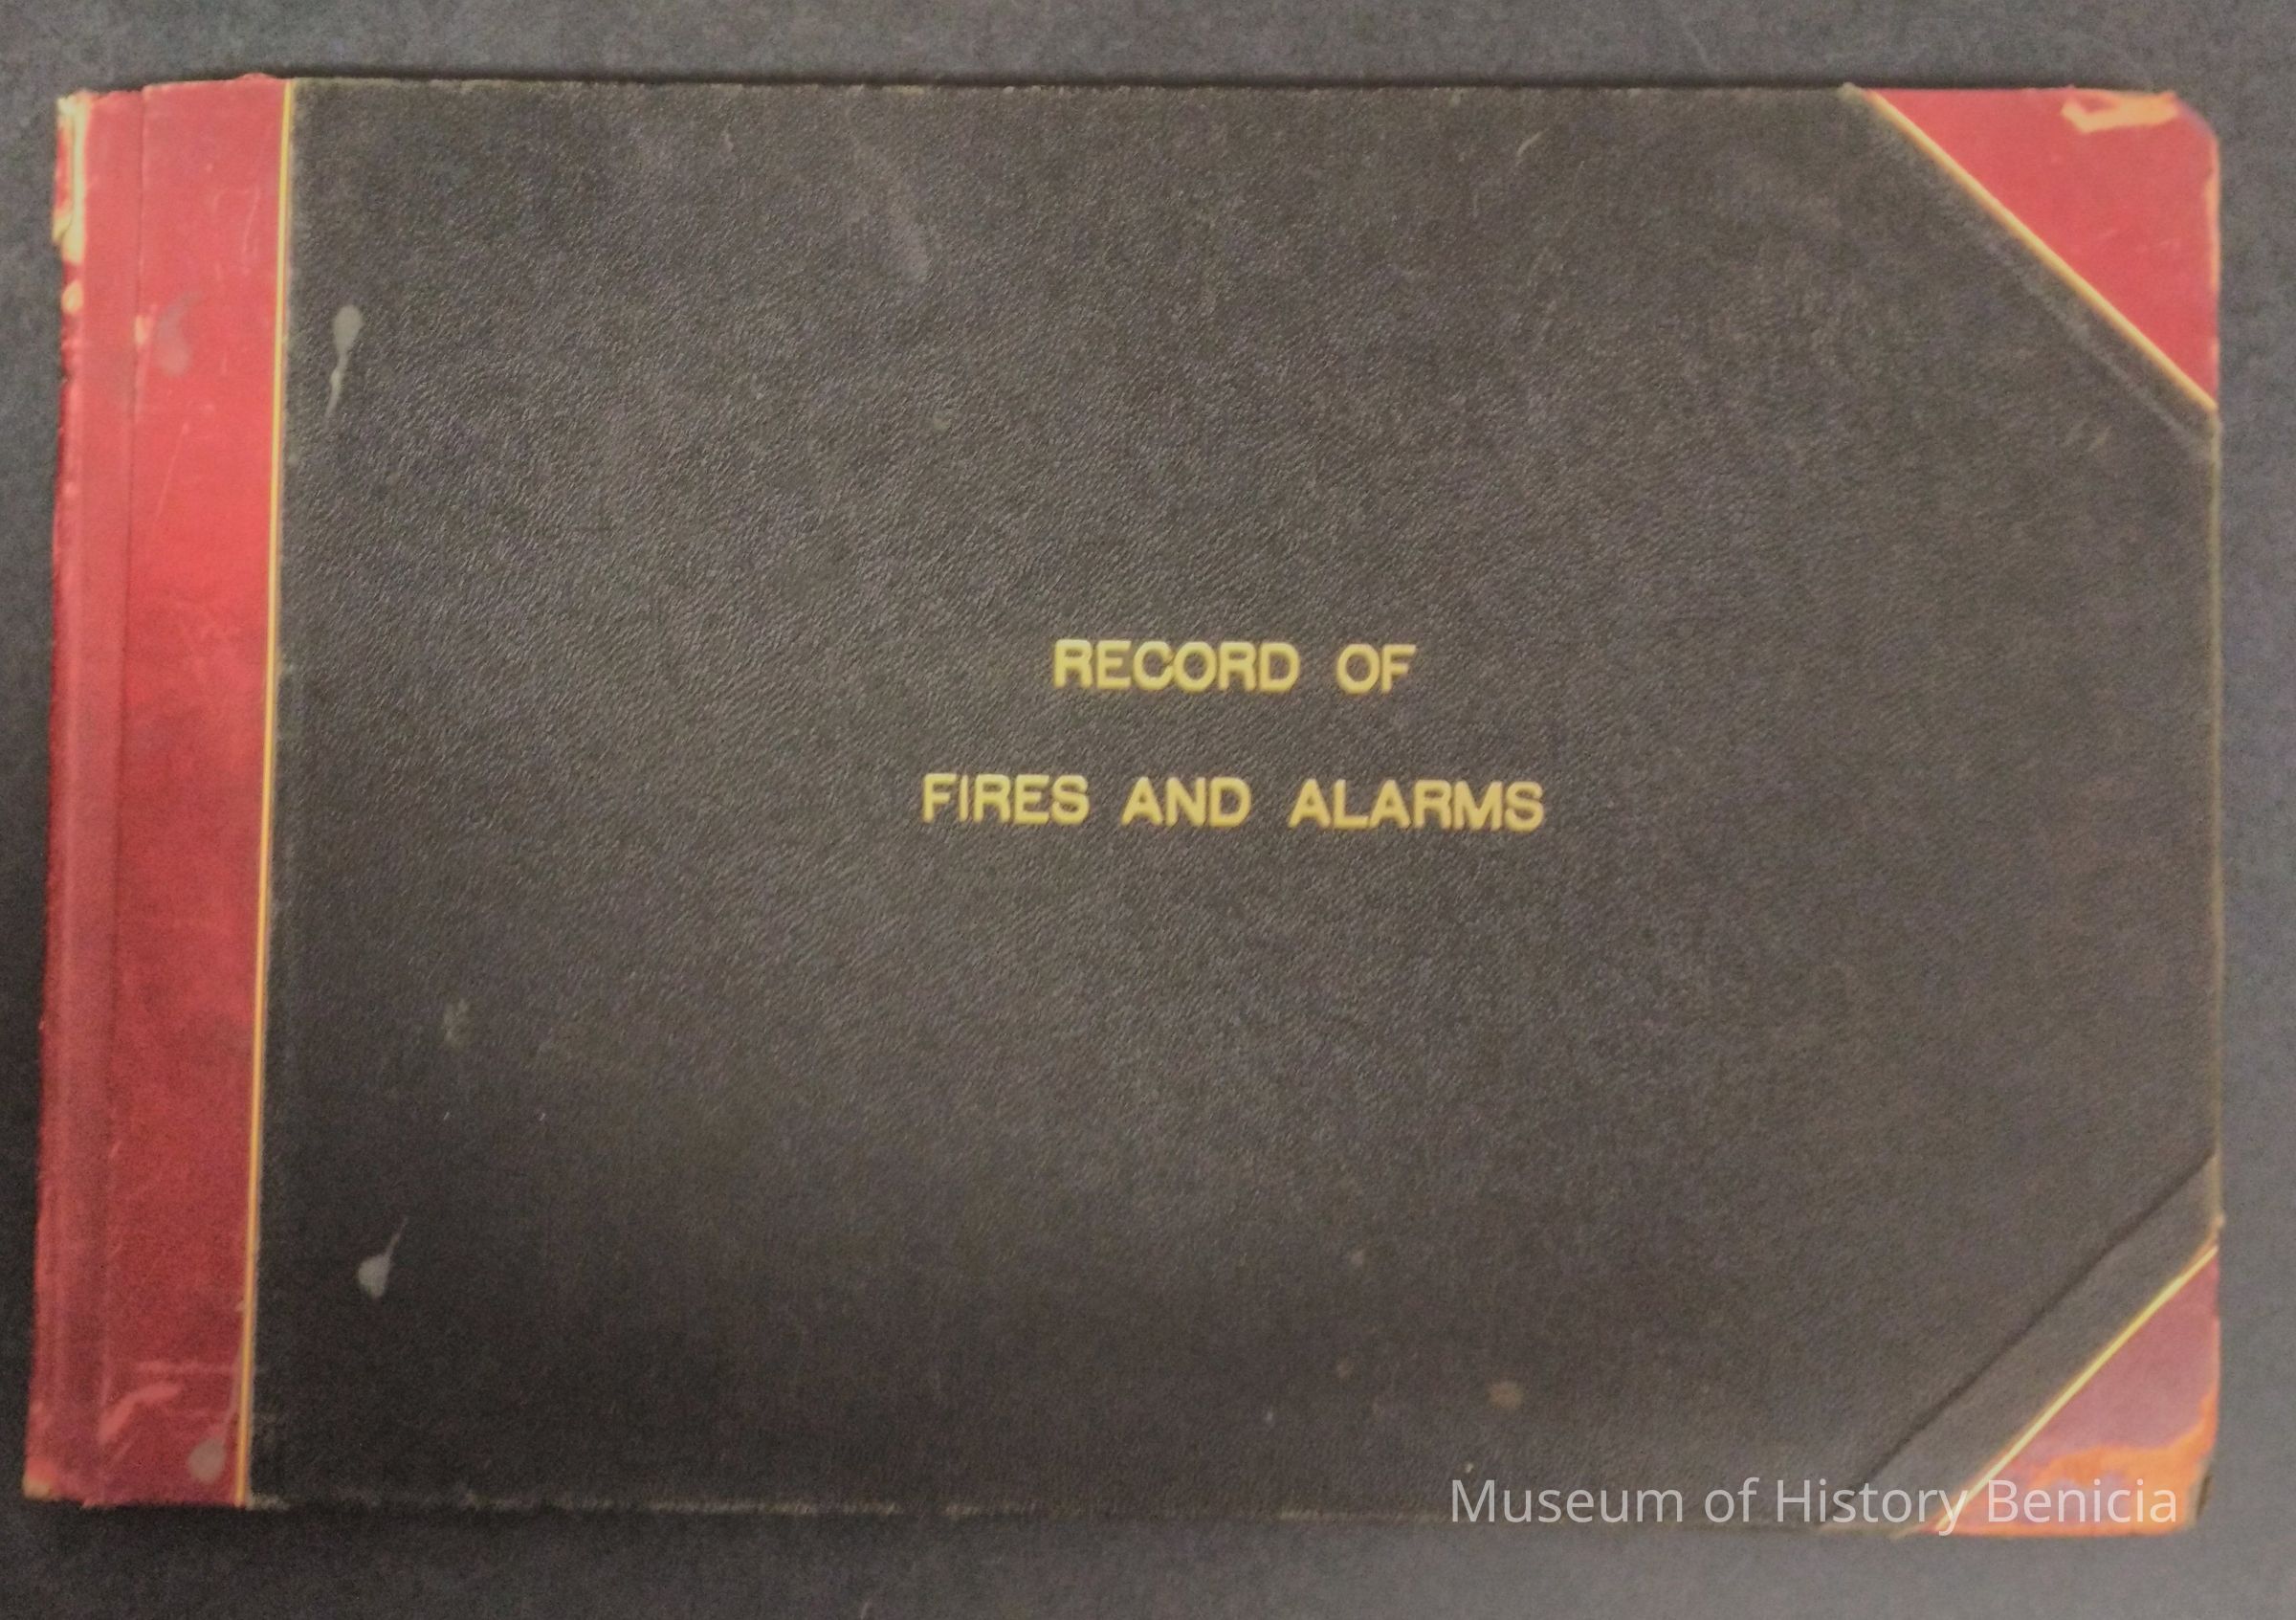 RECORD OF
FIRES AND ALARMS
Museum of History Benicia